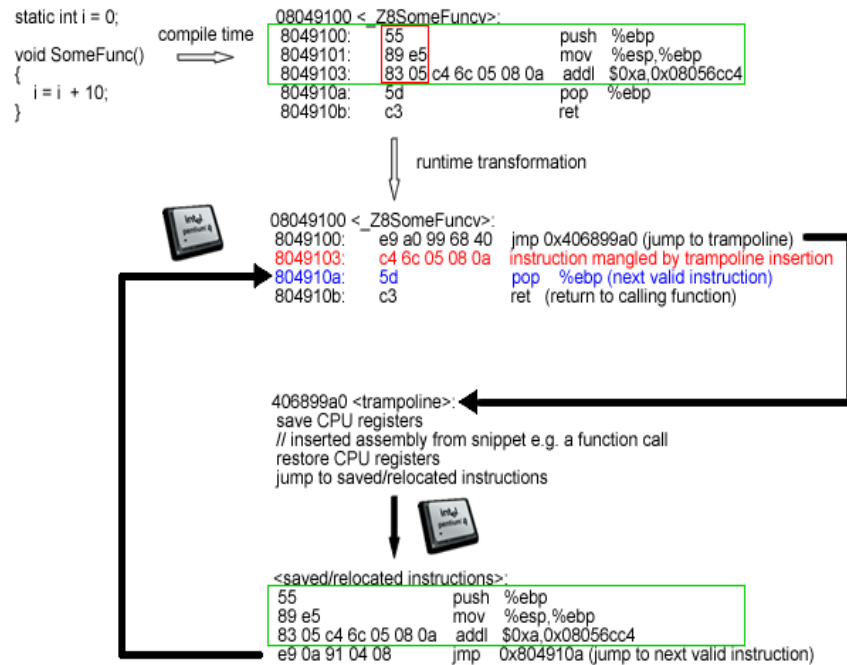 static int i = 0;
void SomeFunc()
{
i = i + 10;
}
compile time
08049100 <_Z8SomeFuncv>:
8049100: 55 push %ebp
8049101: 89 e5 mov %esp,%ebp
8049103: 83 05 c4 6c 05 08 0a addl $0xa,0x08056cc4
804910a: 5d pop %ebp
804910b: c3 ret
runtime transformation
intel
pentium 4
08049100 <_Z8SomeFuncv>:
8049100: e9 a0 99 68 40 jmp 0x406899a0 (jump to trampoline)
8049103: c4 6c 05 08 0a instruction mangled by trampoline insertion
804910a: 5d pop %ebp (next valid instruction)
804910b: c3 ret (return to calling function)
406899a0 <trampoline>:
save CPU registers
// inserted assembly from snippet e.g. a function call
restore CPU registers
jump to saved/relocated instructions
intel
pentium 4
<saved/relocated instructions>:
55 push %ebp
89 e5 mov %esp,%ebp
83 05 c4 6c 05 08 0a addl $0xa,0x08056cc4
e9 0a 91 04 08 jmp 0x804910a (jump to next valid instruction)